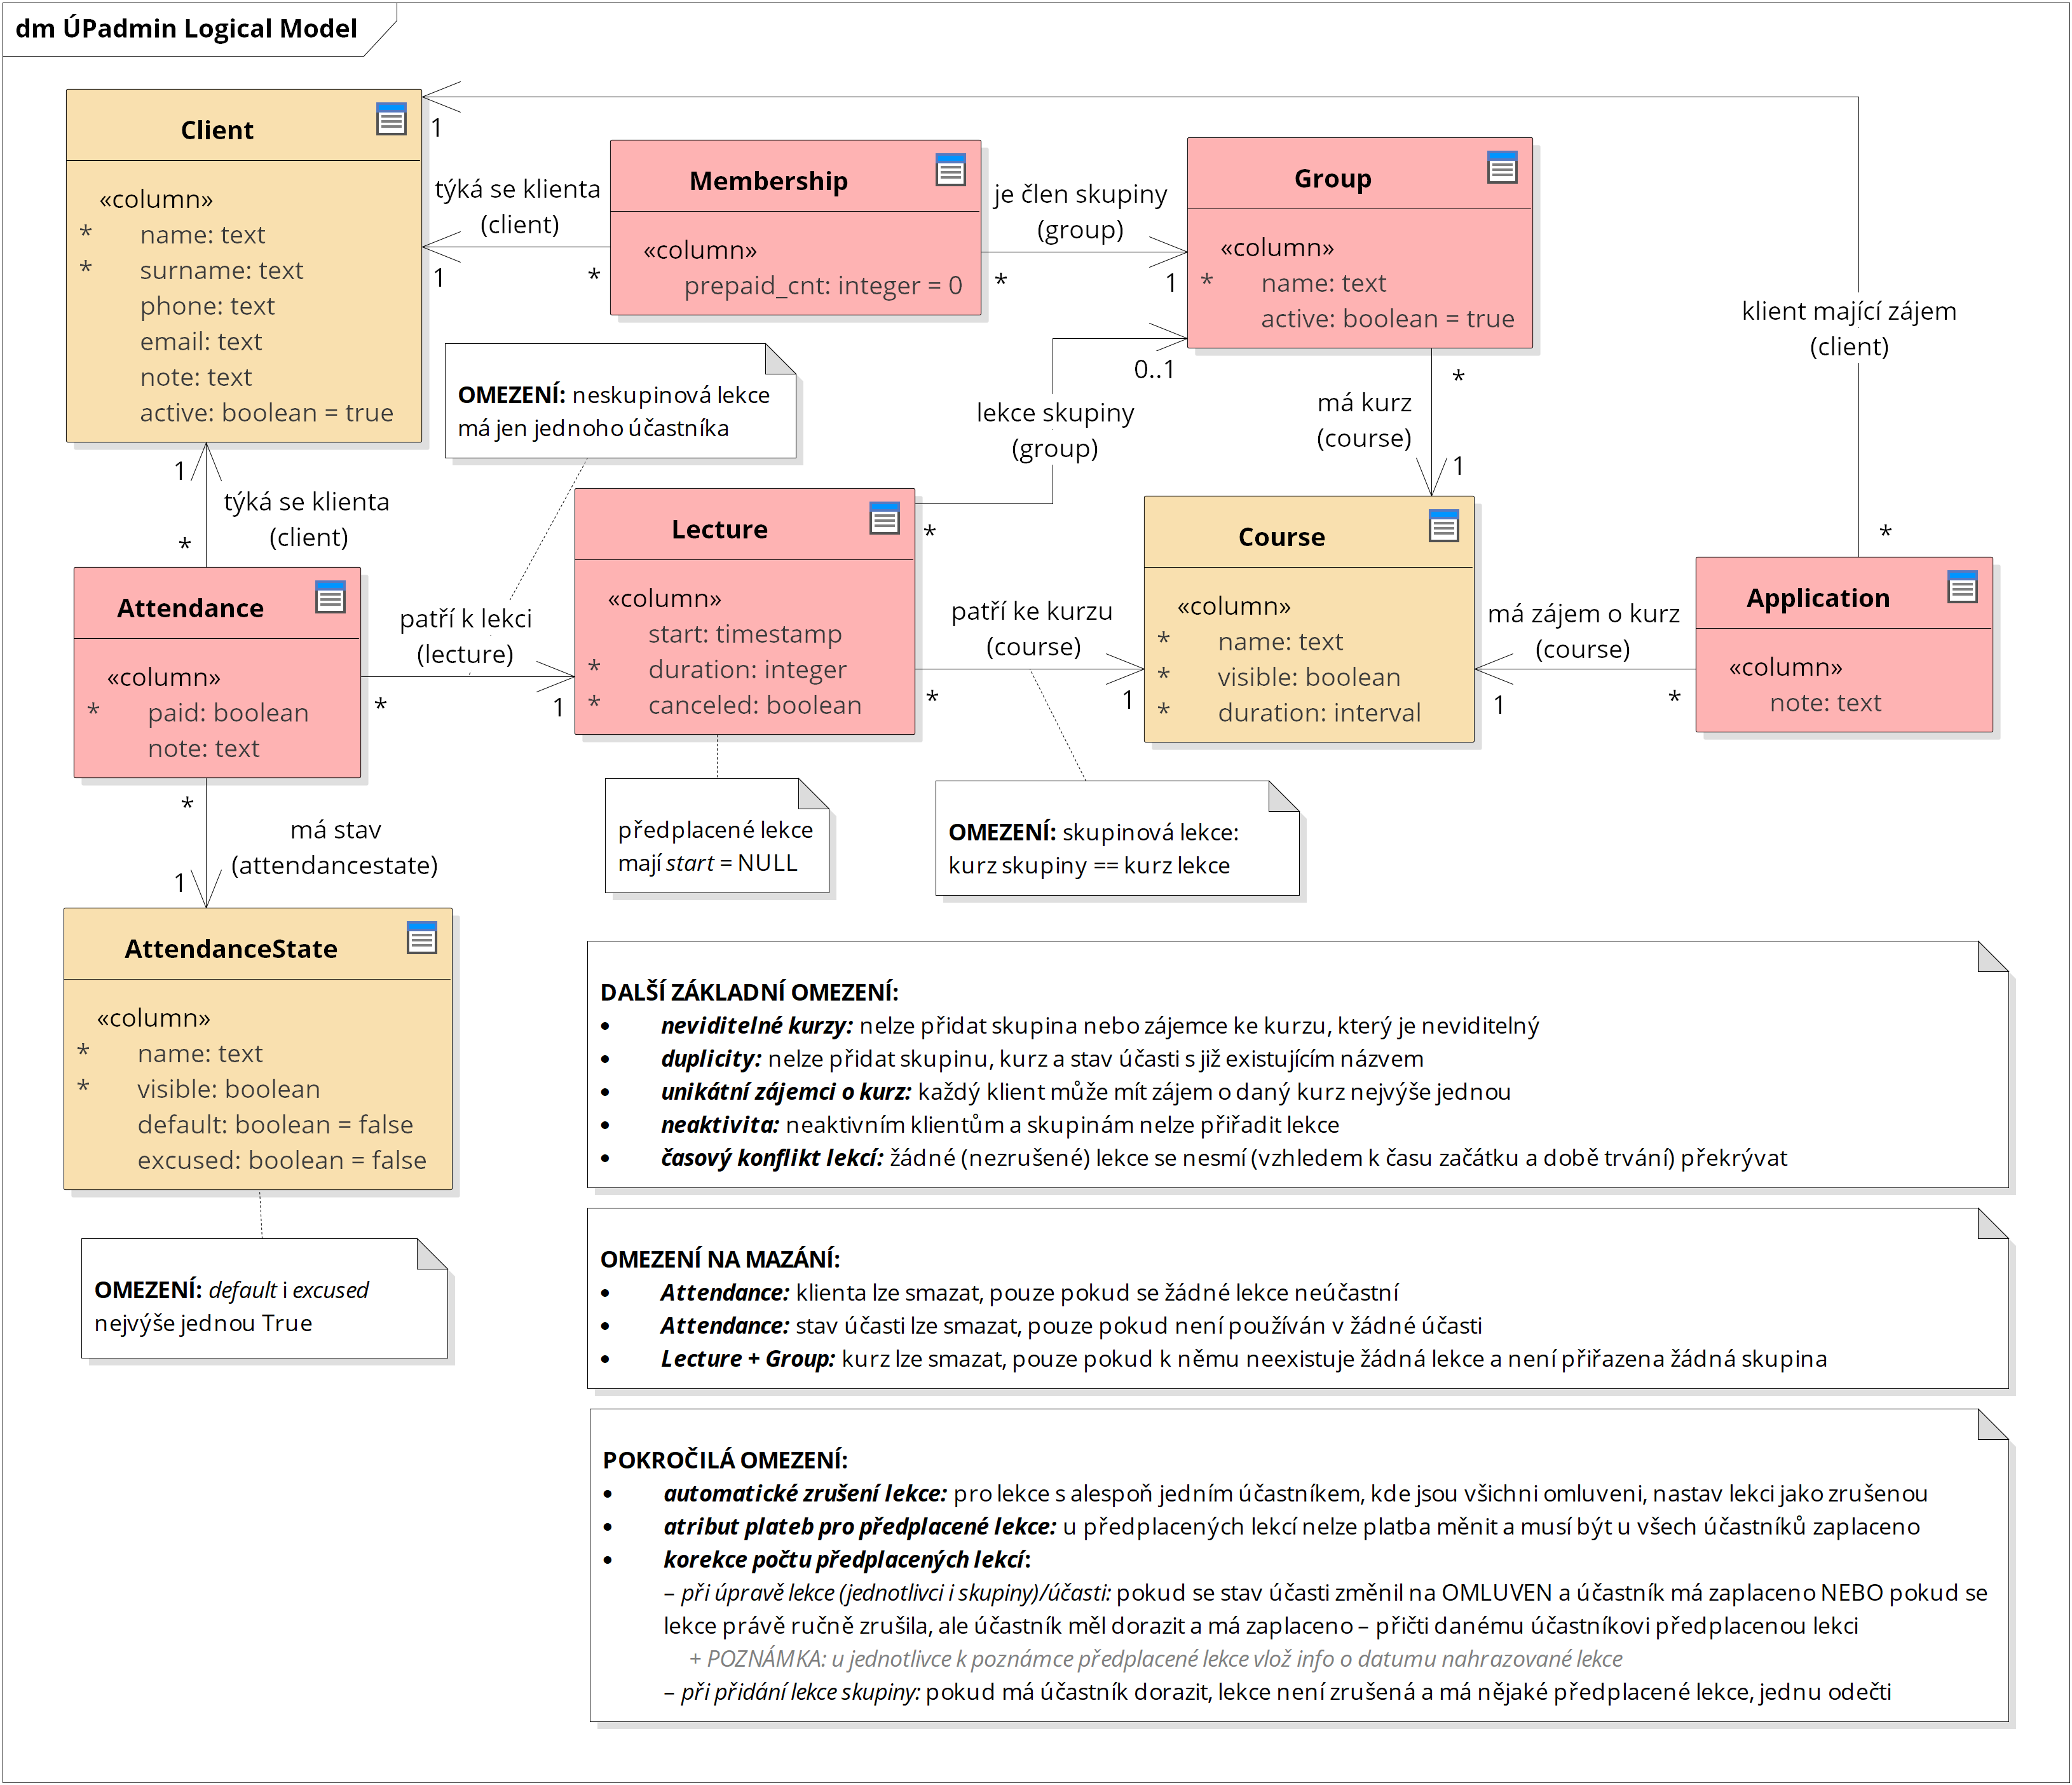 dm ÚPadmin Logical Model
Client
«column»
* name: text
* surname: text
phone: text
email: text
note: text
active: boolean = true
1
týká se klienta
(client)
1
*
Membership
«column»
prepaid_cnt: integer = 0
je člen skupiny
(group)
*
1
Group
«column»
* name: text
active: boolean = true
klient mající zájem
(client)
*
OMEZENÍ: neskupinová lekce
má jen jednoho účastníka
lekce skupiny
(group)
0..1
*
má kurz
(course)
*
1
1
týká se klienta
(client)
*
Attendance
«column»
* paid: boolean
note: text
patří k lekci
(lecture)
*
1
Lecture
«column»
start: timestamp
* duration: integer
* canceled: boolean
patří ke kurzu
(course)
*
1
Course
«column»
* name: text
* visible: boolean
* duration: interval
má zájem o kurz
(course)
1
*
Application
«column»
note: text
předplacené lekce
mají start = NULL
OMEZENÍ: skupinová lekce:
kurz skupiny == kurz lekce
*
má stav
(attendancestate)
1
AttendanceState
«column»
* name: text
* visible: boolean
default: boolean = false
excused: boolean = false
OMEZENÍ: default i excused
nejvýše jednou True
DALŠÍ ZÁKLADNÍ OMEZENÍ:
• neviditelné kurzy: nelze přidat skupina nebo zájemce ke kurzu, který je neviditelný
• duplicity: nelze přidat skupinu, kurz a stav účasti s již existujícím názvem
• unikátní zájemci o kurz: každý klient může mít zájem o daný kurz nejvýše jednou
• neaktivita: neaktivním klientům a skupinám nelze přiřadit lekce
• časový konflikt lekcí: žádné (nezrušené) lekce se nesmí (vzhledem k času začátku a době trvání) překrývat
OMEZENÍ NA MAZÁNÍ:
• Attendance: klienta lze smazat, pouze pokud se žádné lekce neúčastní
• Attendance: stav účasti lze smazat, pouze pokud není používán v žádné účasti
• Lecture + Group: kurz lze smazat, pouze pokud k němu neexistuje žádná lekce a není přiřazena žádná skupina
POKROČILÁ OMEZENÍ:
• automatické zrušení lekce: pro lekce s alespoň jedním účastníkem, kde jsou všichni omluveni, nastav lekci jako zrušenou
• atribut plateb pro předplacené lekce: u předplacených lekcí nelze platba měnit a musí být u všech účastníků zaplaceno
• korekce počtu předplacených lekcí:
– při úpravě lekce (jednotlivci i skupiny)/účasti: pokud se stav účasti změnil na OMLUVEN a účastník má zaplaceno NEBO pokud se
lekce právě ručně zrušila, ale účastník měl dorazit a má zaplaceno – přičti danému účastníkovi předplacenou lekci
+ POZNÁMKA: u jednotlivce k poznámce předplacené lekce vlož info o datumu nahrazované lekce
– při přidání lekce skupiny: pokud má účastník dorazit, lekce není zrušená a má nějaké předplacené lekce, jednu odečti